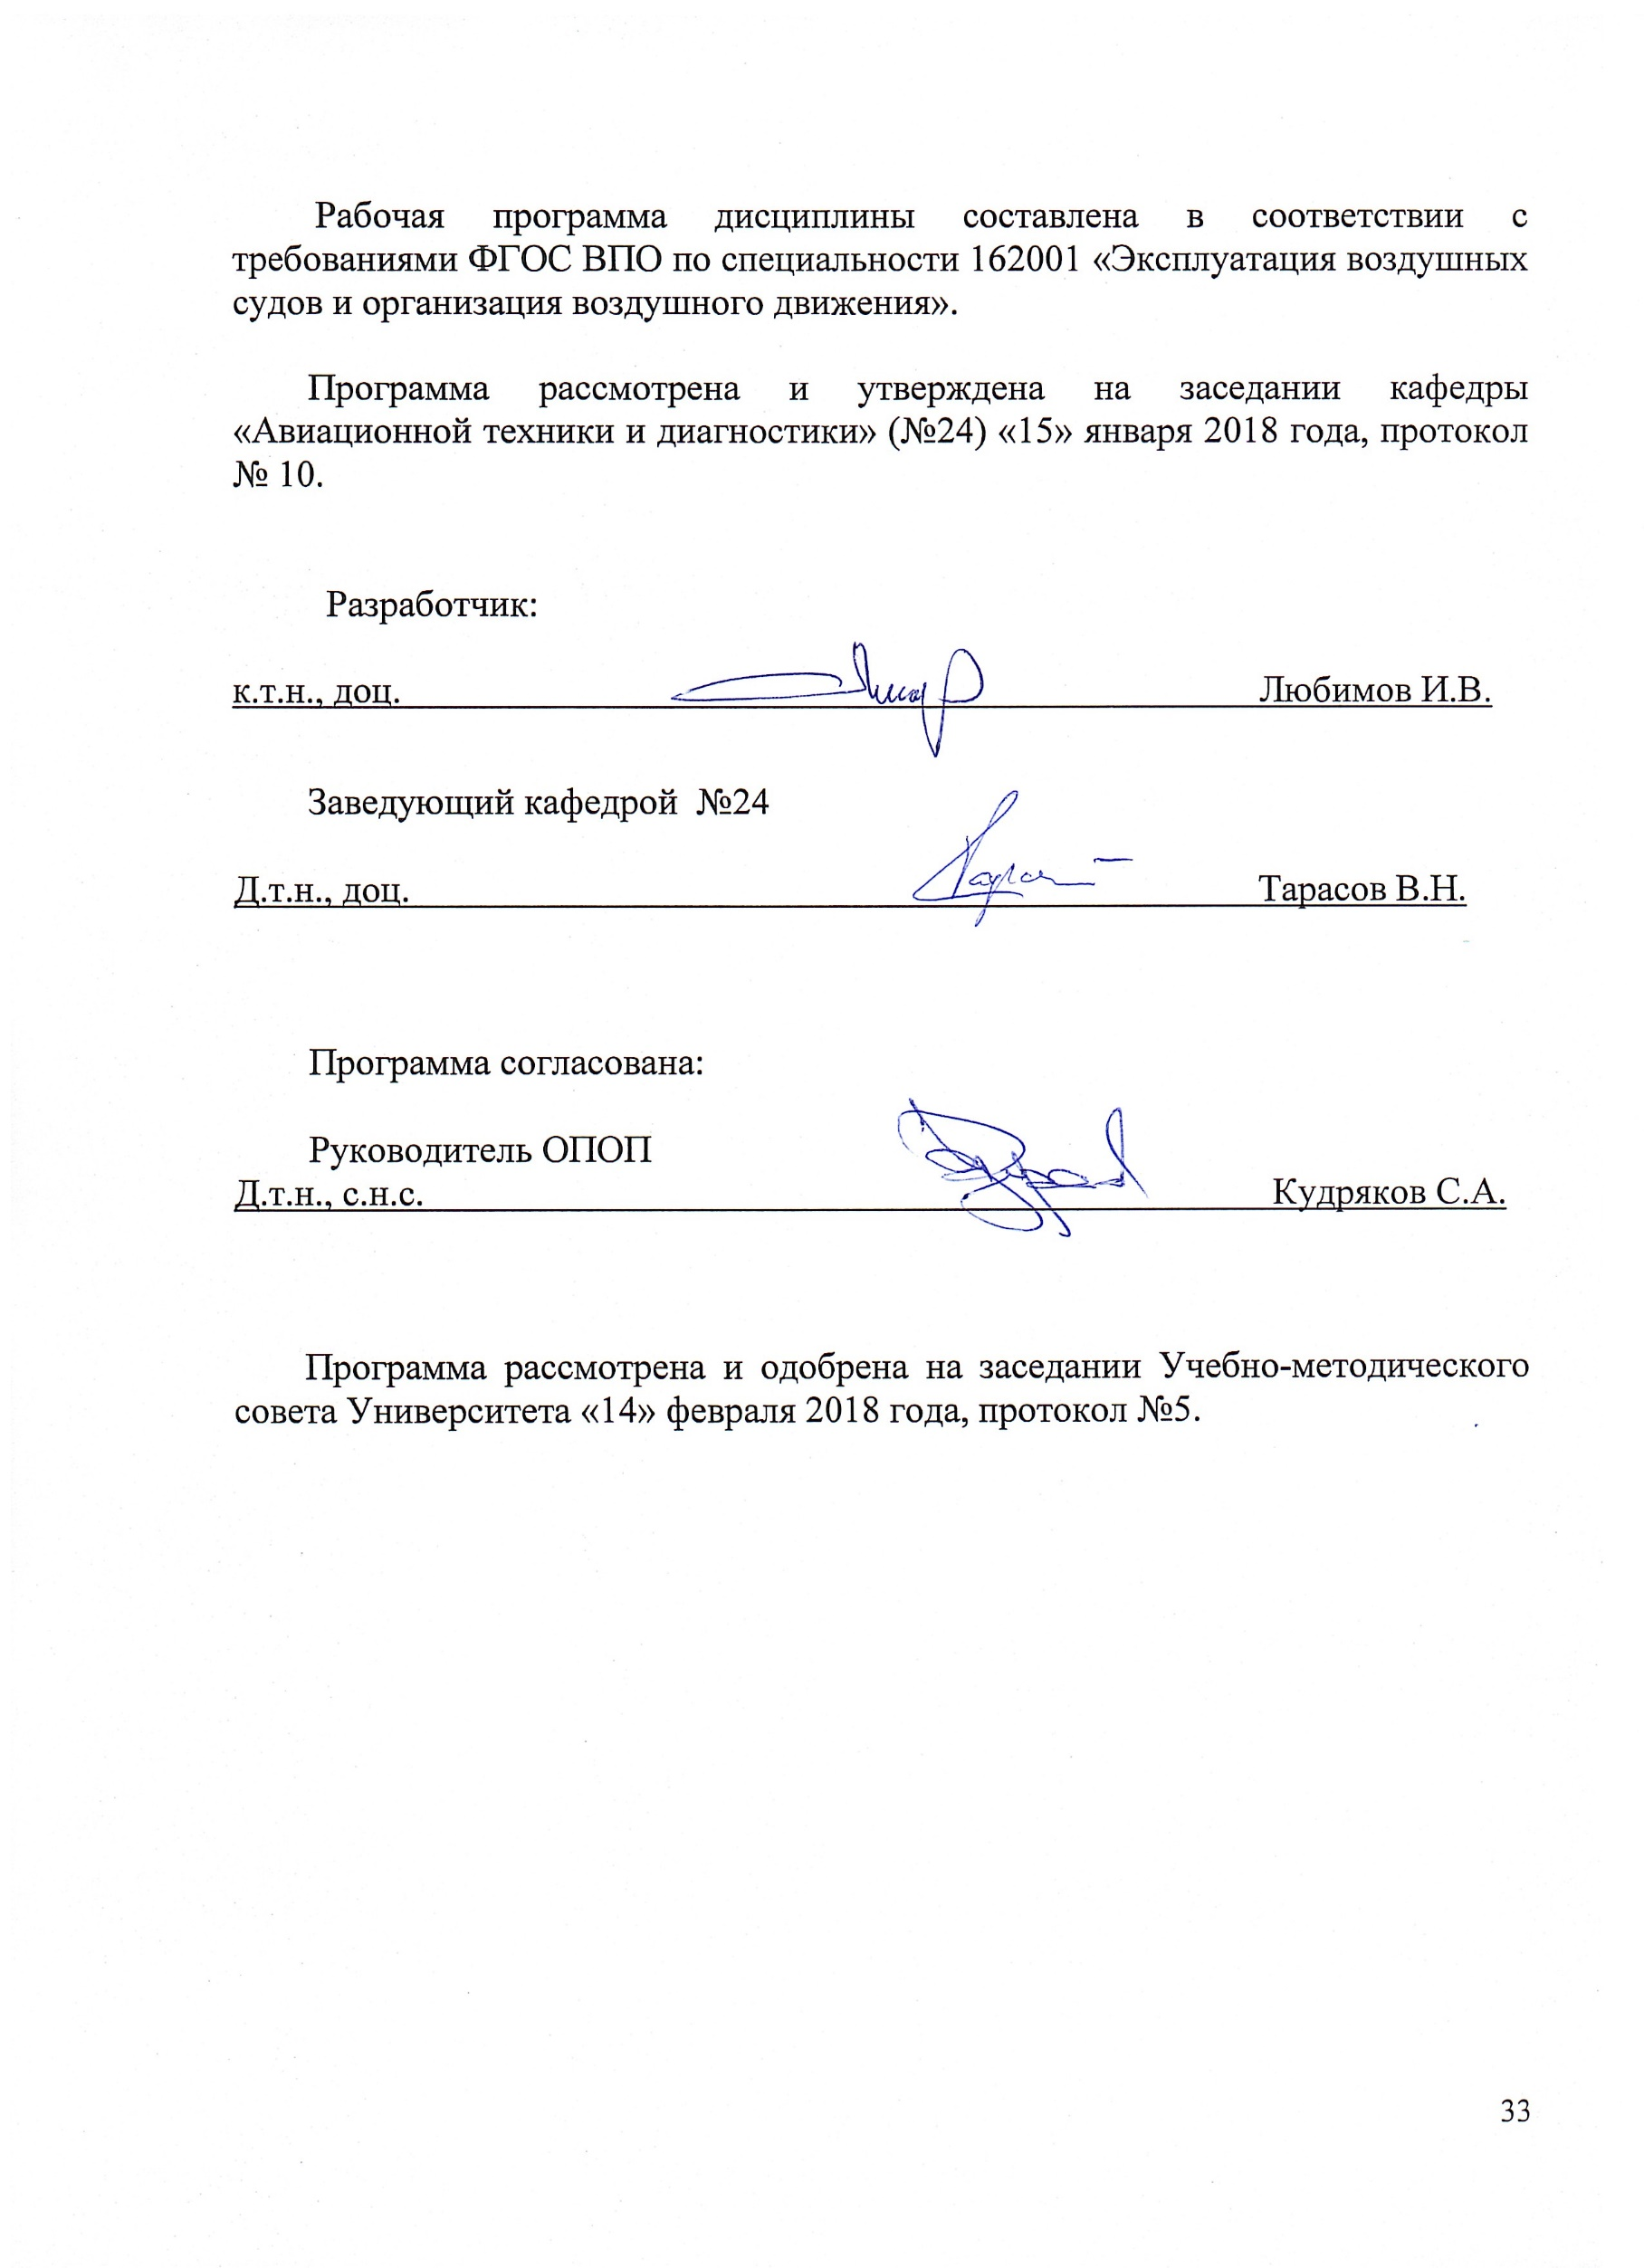 Рабочая программа дисциплины составлена в соответствии с
требованиями ФГОС ВПО по специальности 162001 «Эксплуатация воздушных
судов и организация воздушного движения».
Программа рассмотрена и утверждена на заседании кафедры
«Авиационной техники и диагностики» (№24) «15» января 2018 года, протокол
№ 10.
Разработчик:
к.т.н., доц. Любимов И.В.
Заведующий кафедрой №24
Д.т.н., доц. Тарасов В.Н.
Программа согласована:
Руководитель ОПОП
Д.т.н., с.н.с. Кудряков С.А.
Программа рассмотрена и одобрена на заседании Учебно-методического
совета Университета «14» февраля 2018 года, протокол №5.
33